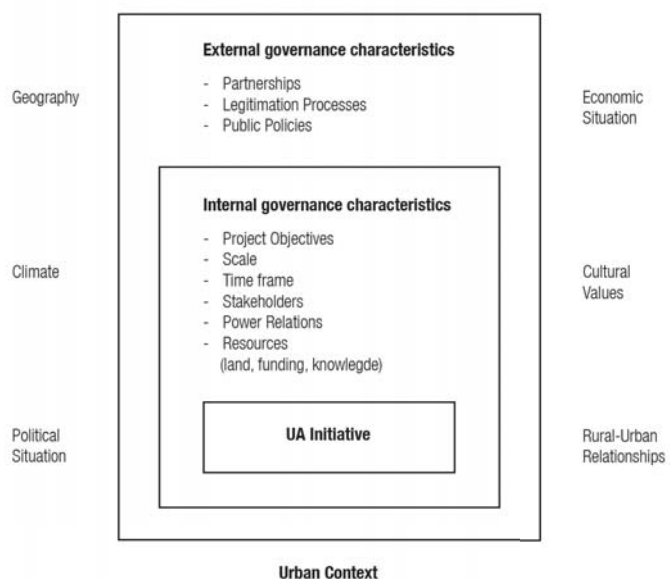 External governance characteristics
- Partnerships
- Legitimation Processes
- Public Policies
Geography
Economic
Situation
Internal governance characteristics
- Project Objectives
- Scale
- Time frame
- Stakeholders
- Power Relations
- Resources
(land, funding, knowlegde)
Climate
Cultural
Values
UA Initiative
Political
Situation
Rural-Urban
Relationships
Urban Context